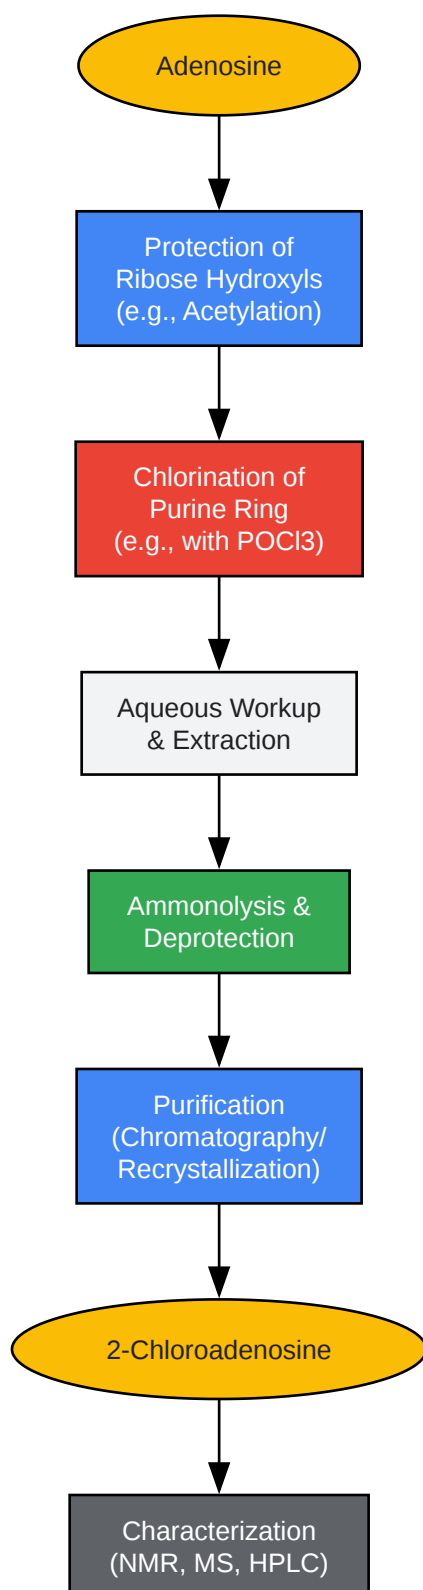 Adenosine
Protection of
Ribose Hydroxyls
(e.g., Acetylation)
Chlorination of
Purine Ring
(e.g., with POCl3)
Aqueous Workup
& Extraction
Ammonolysis &
Deprotection
Purification
(Chromatography/
Recrystallization)
2-Chloroadenosine
Characterization
(NMR, MS, HPLC)